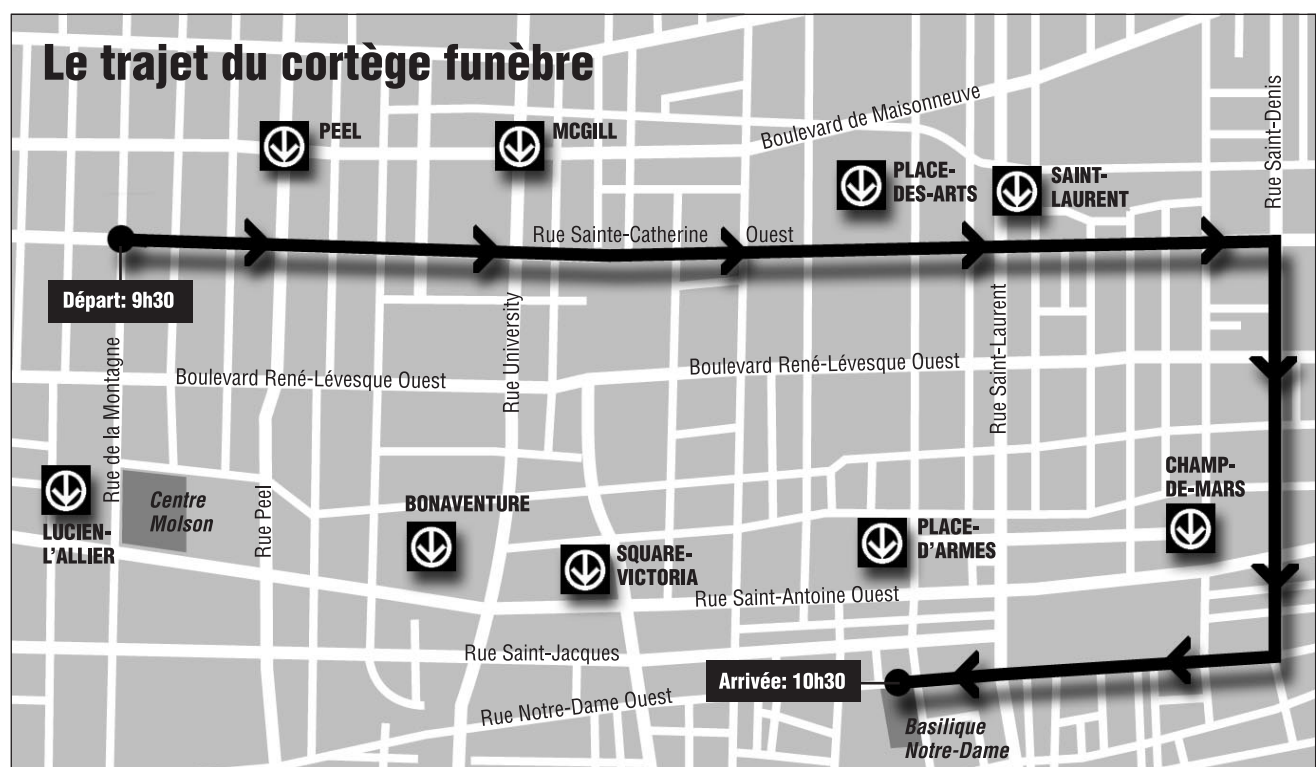 Le trajet du cortège funèbre
PEEL
MCGILL
Boulevard de Maisonneuve
Rue Saint-Denis
PLACE-
DES-ARTS
SAINT-
LAURENT
Rue Sainte-Catherine Ouest
Départ: 9h30
Rue de la Montagne
Boulevard René-Lévesque Ouest
Rue University
Boulevard René-Lévesque Ouest
Rue Saint-Laurent
LUCIEN-
L'ALLIER
Centre
Molson
Rue Peel
BONAVENTURE
SQUARE-
VICTORIA
PLACE-
D'ARMES
CHAMP-
DE-MARS
Rue Saint-Antoine Ouest
Rue Saint-Jacques
Arrivée: 10h30
Rue Notre-Dame Ouest
Basilique
Notre-Dame